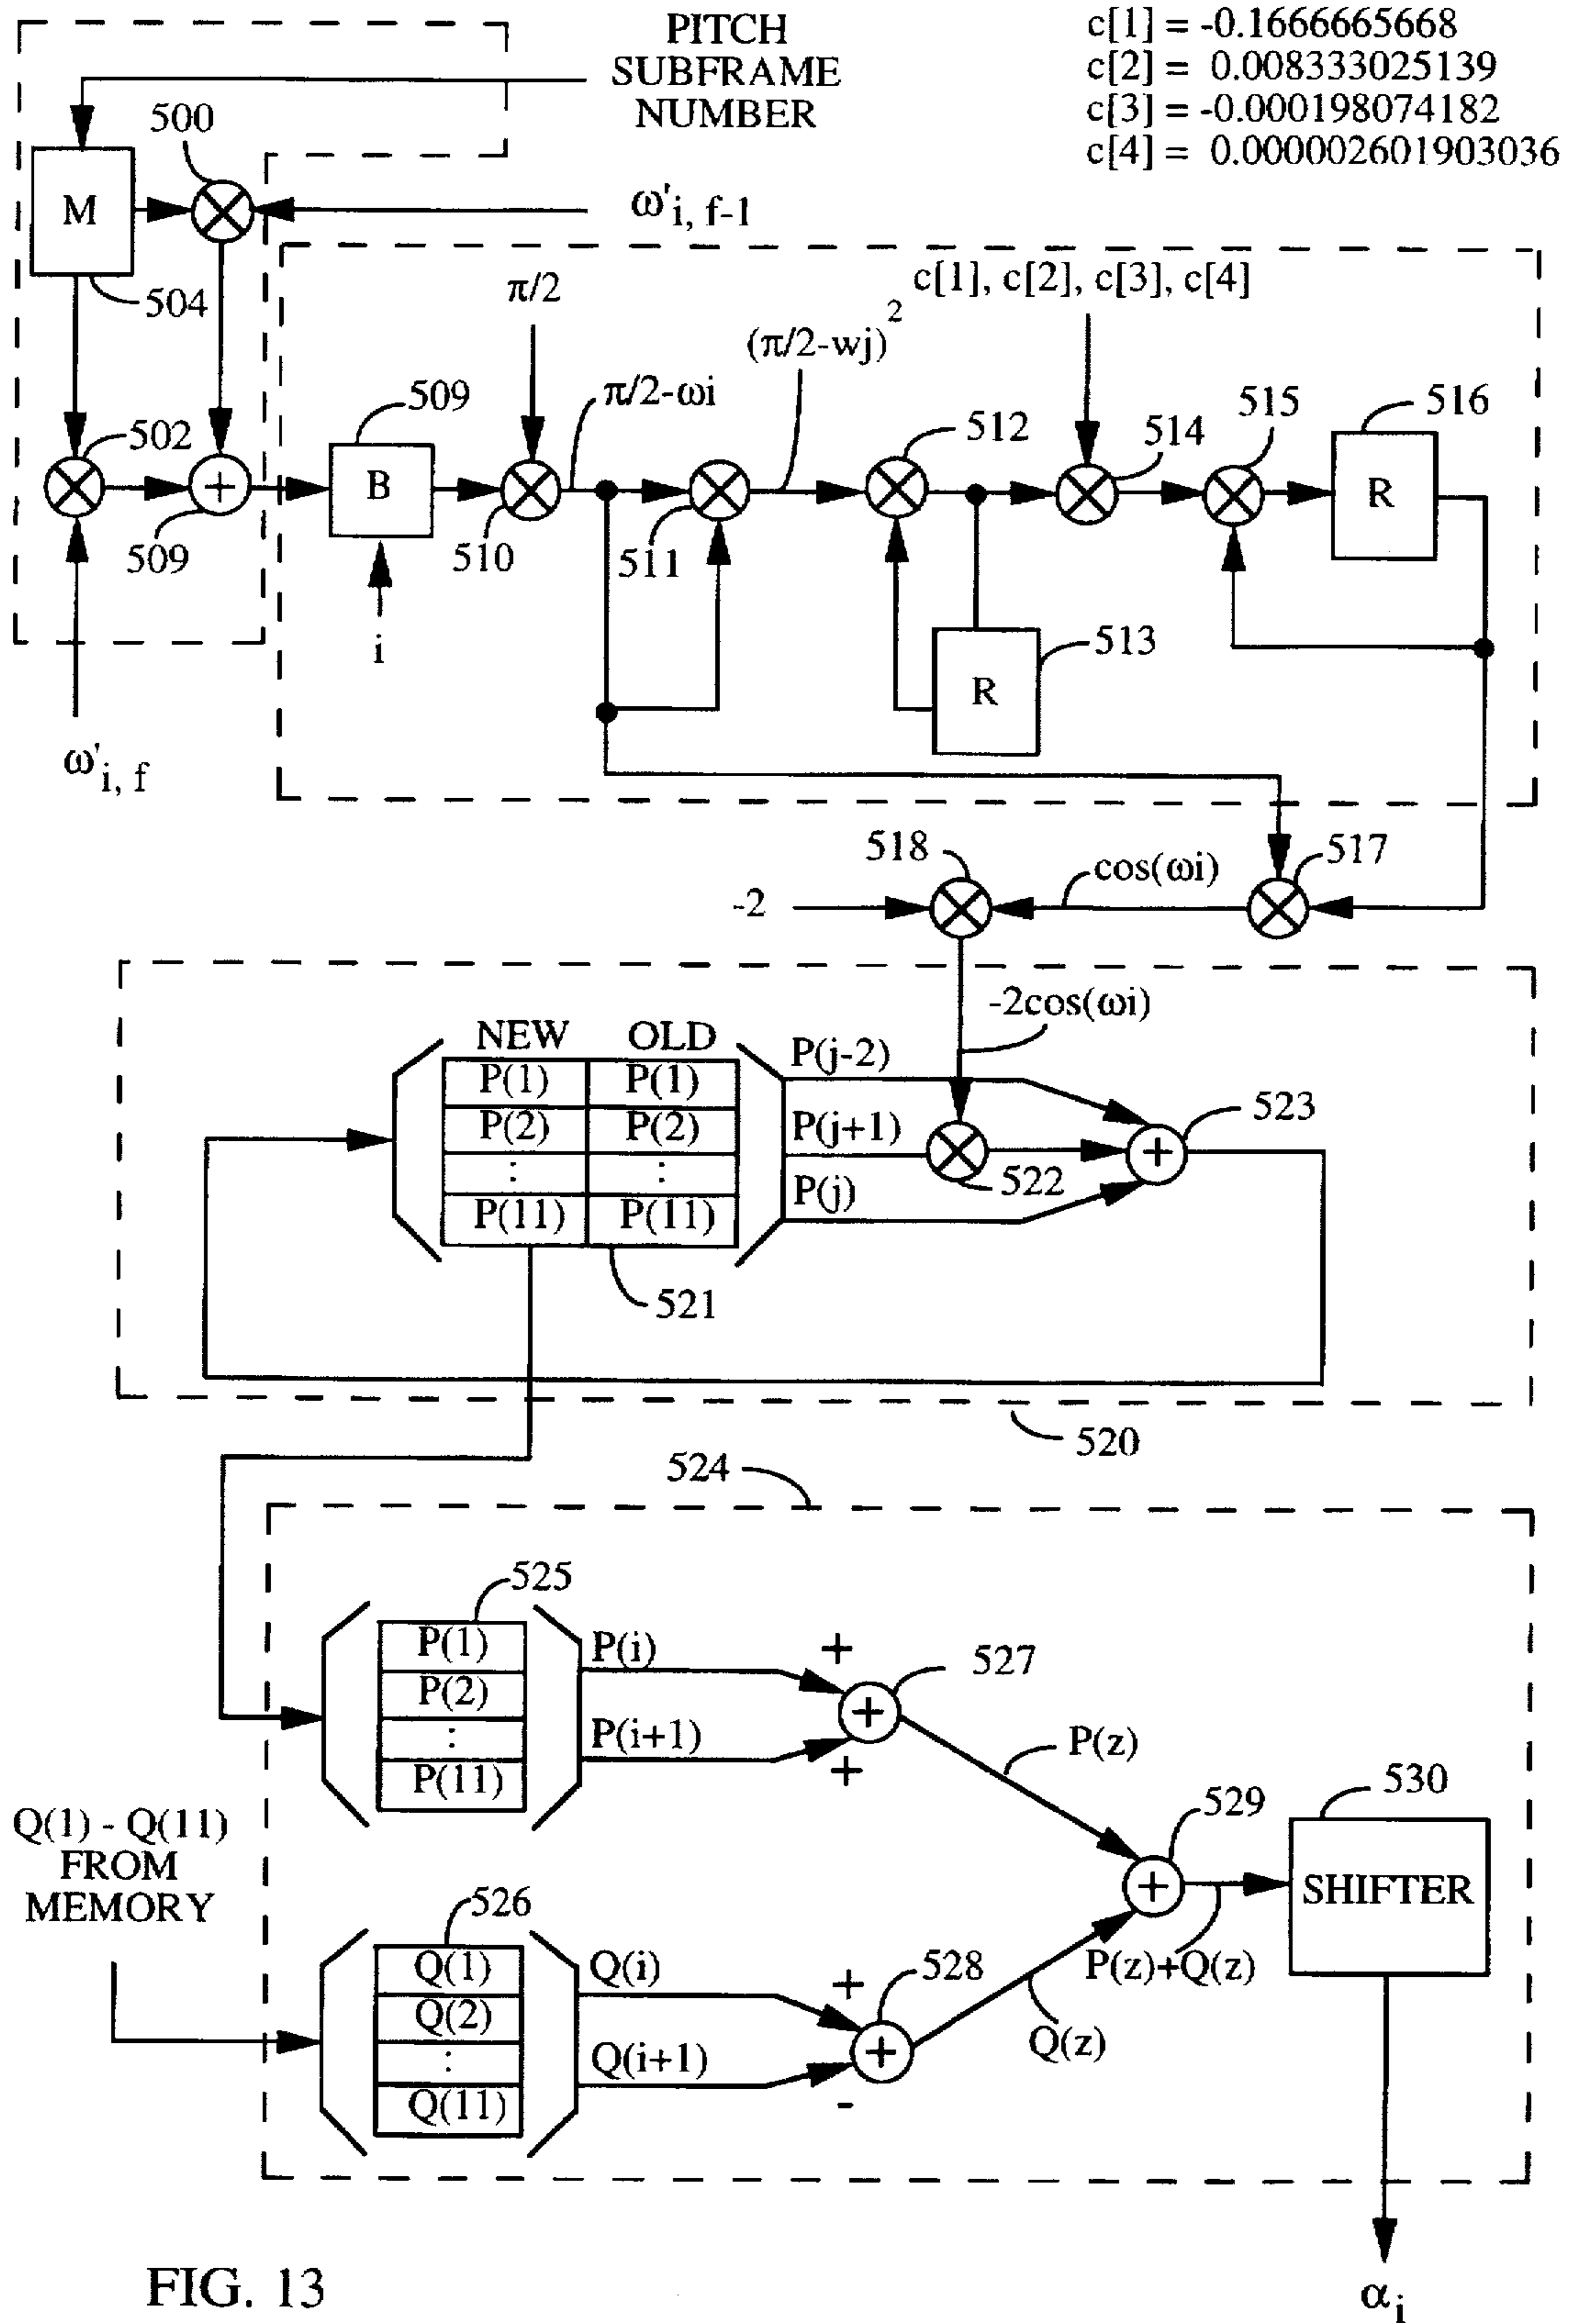 PITCH
SUBFRAME
NUMBER
c[1] = -0.1666665668
c[2] = 0.008333025139
c[3] = -0.000198074182
c[4] = 0.000002601903036
500
M
ω'i, f-1
504
π/2
c[1], c[2], c[3], c[4]
(π/2-wj)2
π/2-ωi
509
502
512
514
515
516
+
B
R
509
510
511
i
513
R
ω'i, f
518
cos(ωi)
517
-2
-2cos(ωi)
NEW OLD
P(1) P(1)
P(2) P(2)
: :
P(11) P(11)
P(j-2)
P(j+1)
P(j)
523
+
522
521
520
524
525
P(1)
P(2)
:
P(11)
P(i)
P(i+1)
+
+
+
527
P(z)
529
530
Q(1) - Q(11)
FROM
MEMORY
526
Q(1)
Q(2)
:
Q(11)
Q(i)
Q(i+1)
+
+
-
528
+
SHIFTER
P(z)+Q(z)
Q(z)
FIG. 13
αi